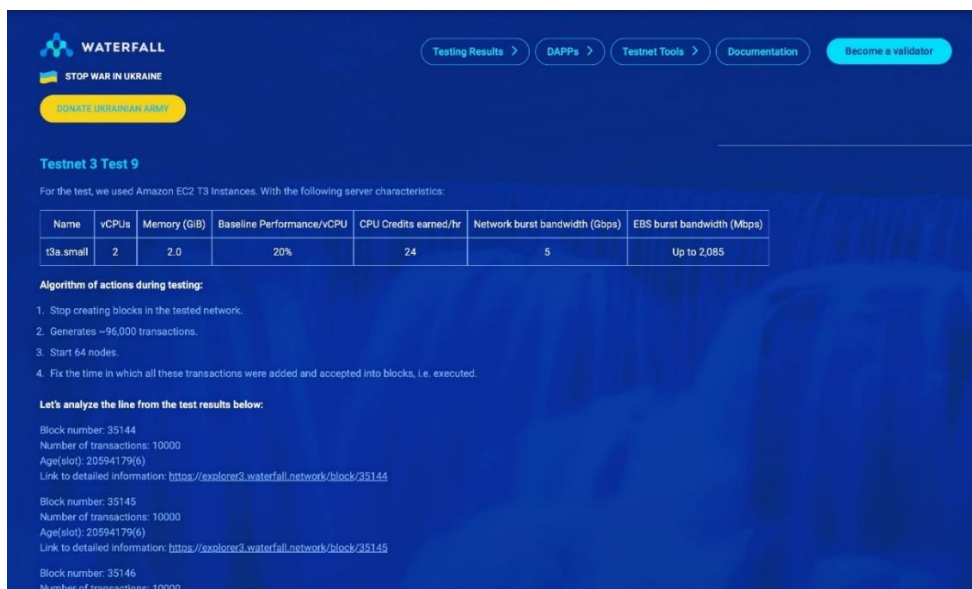 WATERFALL
Testing Results >
DAPPs >
Testnet Tools >
Documentation
Become a validator
STOP WAR IN UKRAINE
DONATE UKRAINIAN ARMY
Testnet 3 Test 9
For the test, we used Amazon EC2 T3 Instances. With the following server characteristics:
Name vCPUs Memory (GiB) Baseline Performance/vCPU CPU Credits earned/hr Network burst bandwidth (Gbps) EBS burst bandwidth (Mbps)
t3a.small 2 2.0 20% 24 5 Up to 2,085
Algorithm of actions during testing:
1. Stop creating blocks in the tested network.
2. Generates ~96,000 transactions.
3. Start 64 nodes.
4. Fix the time in which all these transactions were added and accepted into blocks, i.e. executed.
Let's analyze the line from the test results below:
Block number: 35144
Number of transactions: 10000
Age(slot): 20594179(6)
Link to detailed information: https://explorer3.waterfall.network/block/35144
Block number: 35145
Number of transactions: 10000
Age(slot): 20594179(6)
Link to detailed information: https://explorer3.waterfall.network/block/35145
Block number: 35146
Number of transactions: 10000